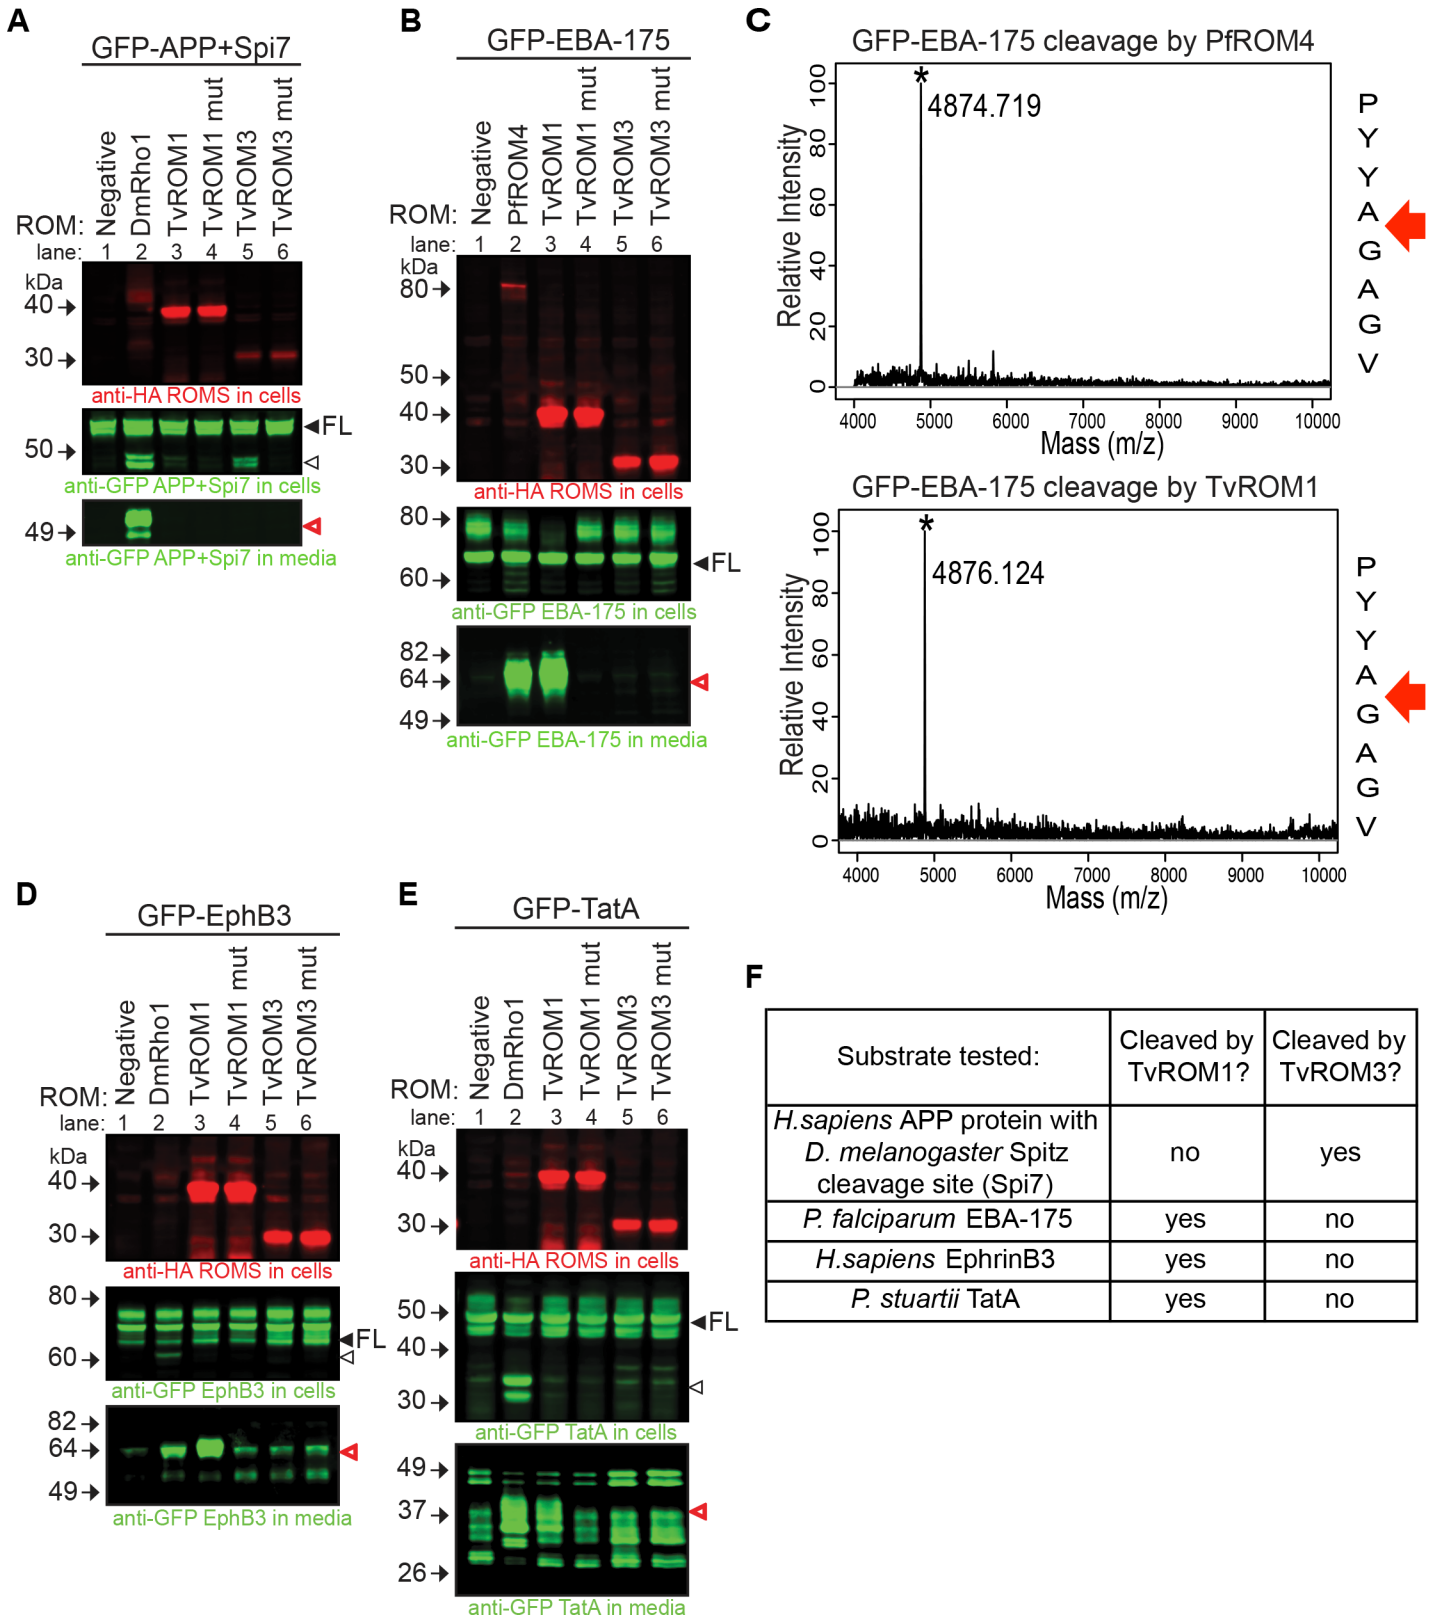 A
GFP-APP+Spi7
ROM:
Negative
DmRho1
TvROM1
TvROM1 mut
TvROM3
TvROM3 mut
lane: 1 2 3 4 5 6
kDa
40
30
anti-HA ROMS in cells
FL
50
anti-GFP APP+Spi7 in cells
49
anti-GFP APP+Spi7 in media
B
GFP-EBA-175
ROM:
Negative
PfROM4
TvROM1
TvROM1 mut
TvROM3
TvROM3 mut
lane: 1 2 3 4 5 6
kDa
80
50
40
30
anti-HA ROMS in cells
80
FL
60
anti-GFP EBA-175 in cells
82
64
49
anti-GFP EBA-175 in media
C
GFP-EBA-175 cleavage by PfROM4
Relative Intensity
100
80
60
40
20
0
*
4874.719
4000 5000 6000 7000 8000 9000 10000
Mass (m/z)
P
Y
Y
A
G
A
G
V
GFP-EBA-175 cleavage by TvROM1
Relative Intensity
100
80
60
40
20
0
*
4876.124
4000 5000 6000 7000 8000 9000 10000
Mass (m/z)
P
Y
Y
A
G
A
G
V
D
GFP-EphB3
ROM:
Negative
DmRho1
TvROM1
TvROM1 mut
TvROM3
TvROM3 mut
lane: 1 2 3 4 5 6
kDa
40
30
anti-HA ROMS in cells
80
FL
60
anti-GFP EphB3 in cells
82
64
49
anti-GFP EphB3 in media
E
GFP-TatA
ROM:
Negative
DmRho1
TvROM1
TvROM1 mut
TvROM3
TvROM3 mut
lane: 1 2 3 4 5 6
kDa
40
30
anti-HA ROMS in cells
50
FL
40
30
anti-GFP TatA in cells
49
37
26
anti-GFP TatA in media
F
Substrate tested:
Cleaved by
TvROM1?
Cleaved by
TvROM3?
H.sapiens APP protein with
D. melanogaster Spitz
cleavage site (Spi7)
no
yes
P. falciparum EBA-175
yes
no
H.sapiens EphrinB3
yes
no
P. stuartii TatA
yes
no